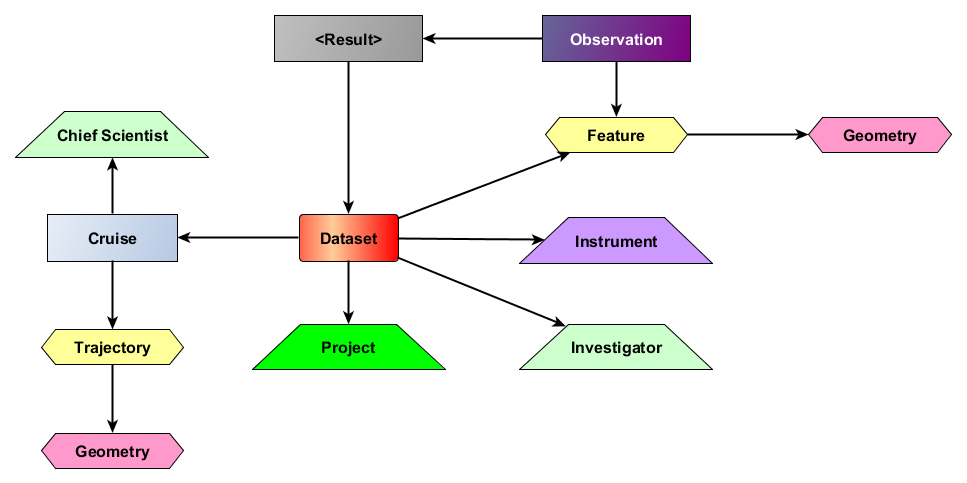 <Result>
Observation
Chief Scientist
Feature
Geometry
Cruise
Dataset
Instrument
Trajectory
Project
Investigator
Geometry